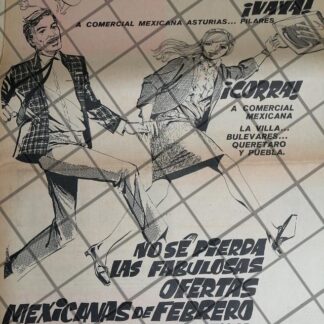 ¡VAYA!
A COMERCIAL MEXICANA ASTURIAS... PILARES.
¡CORRA!
A COMERCIAL
MEXICANA
LA VILLA...
BULEVARES...
QUERETARO
Y PUEBLA.
NO SE PIERDA
LAS FABULOSAS
OFERTAS
MEXICANAS DE FEBRERO